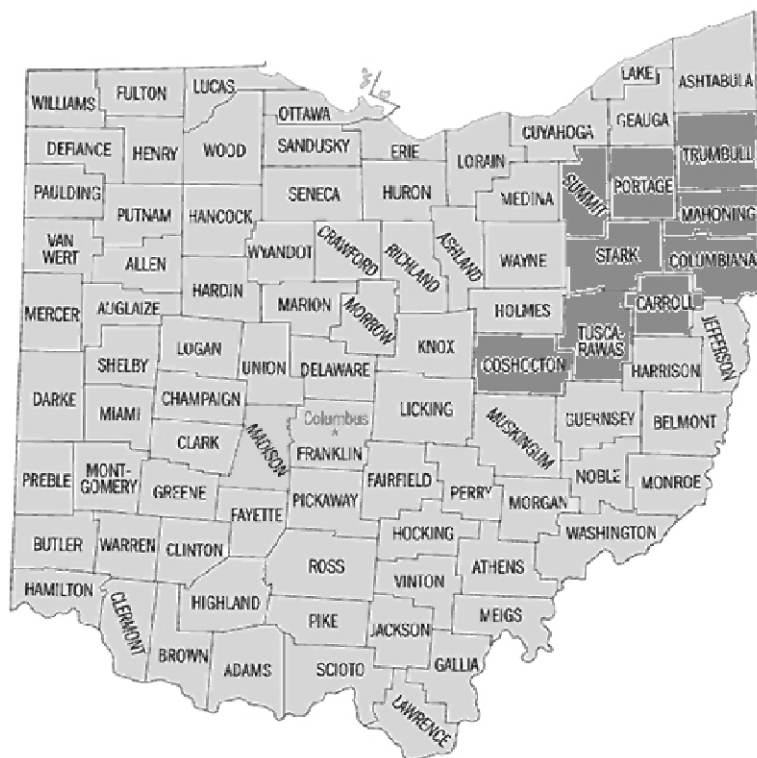 LAKE
ASHTABULA
LUCAS
FULTON
WILLIAMS
OTTAWA
GEAUGA
CUYAHOGA
SANDUSKY
ERIE
DEFIANCE
HENRY
WOOD
LORAIN
TRUMBULL
PORTAGE
SUMMIT
MEDINA
PAULDING
SENECA
HURON
PUTNAM
HANCOCK
MAHONING
VAN
WERT
WYANDOT
CRAWFORD
RICHLAND
ASHLAND
WAYNE
STARK
COLUMBIANA
ALLEN
HARDIN
MERCER
AUGLAIZE
MARION
MORROW
HOLMES
CARROLL
JEFFERSON
TUSCA-
RAWAS
LOGAN
UNION
KNOX
SHELBY
DELAWARE
COSHOCTON
HARRISON
DARKE
CHAMPAIGN
MIAMI
LICKING
MUSKINGUM
GUERNSEY
BELMONT
Columbus
CLARK
MADISON
FRANKLIN
PREBLE
MONT-
GOMERY
GREENE
FAIRFIELD
PERRY
NOBLE
MONROE
PICKAWAY
MORGAN
FAYETTE
HOCKING
WASHINGTON
BUTLER
WARREN
CLINTON
ROSS
ATHENS
HAMILTON
VINTON
CLERMONT
HIGHLAND
PIKE
JACKSON
MEIGS
BROWN
ADAMS
SCIOTO
GALLIA
LAWRENCE